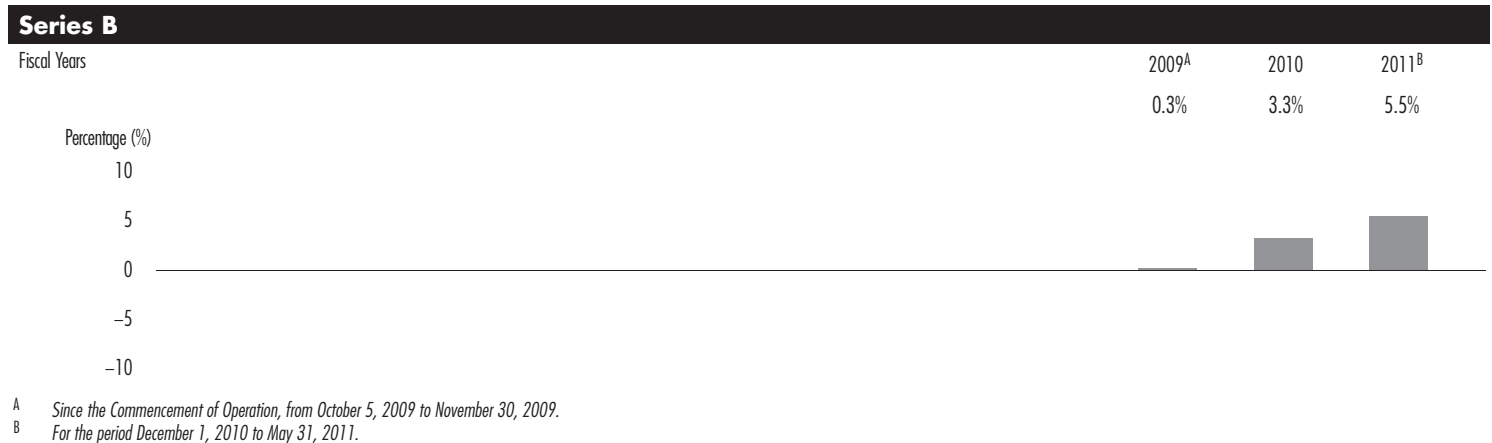 Series B
Fiscal Years 2009A 2010 2011B
0.3% 3.3% 5.5%
Percentage (%)
10
5
0
–5
–10
A Since the Commencement of Operation, from October 5, 2009 to November 30, 2009.
B For the period December 1, 2010 to May 31, 2011.